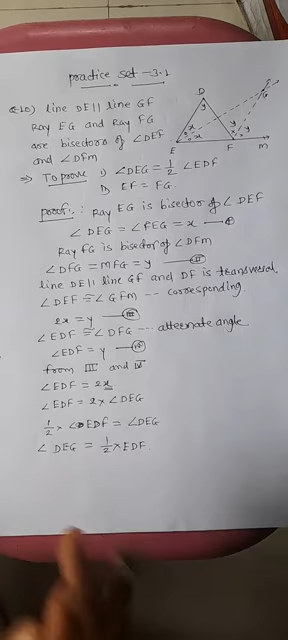 practice set - 3.1
Q-10) line DE || line GF
Ray EG and Ray FG
are bisectors of ∠DEF
and ∠DFM
⇒ To prove 1) ∠DEG = 1/2 ∠EDF
1) EF = FG.
proof: Ray EG is bisector of ∠DEF
∠DEG = ∠FEG = x — I
Ray FG is bisector of ∠DFM
∠DFG = MFG = y — II
line DE || line GF and DF is transversal
∠DEF ≅ ∠GFM -- corresponding
2x = y — III
∠EDF ≅ ∠DFG -- alternate angle
∠EDF = y — IV
from III and IV
∠EDF = 2x
∠EDF = 2 × ∠DEG
1/2 × ∠EDF = ∠DEG
∠DEG = 1/2 × EDF.
D
y
G
x
x
y
y
E
F
M